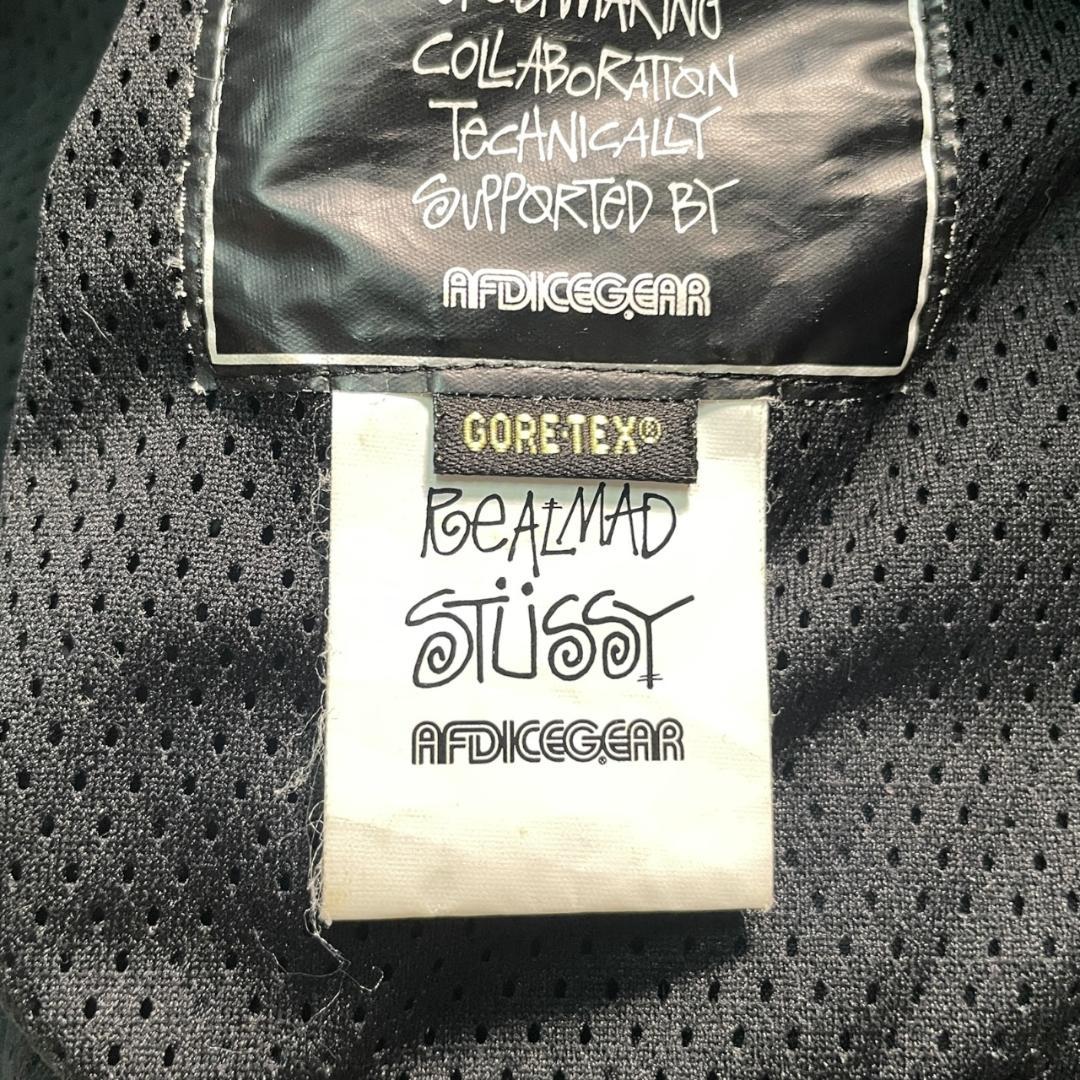 COLLABORATION
TECHNICALLY
SUPPORTED BY
AFDICEGEAR
GORE-TEX®
REALMAD
STÜSSY
AFDICEGEAR